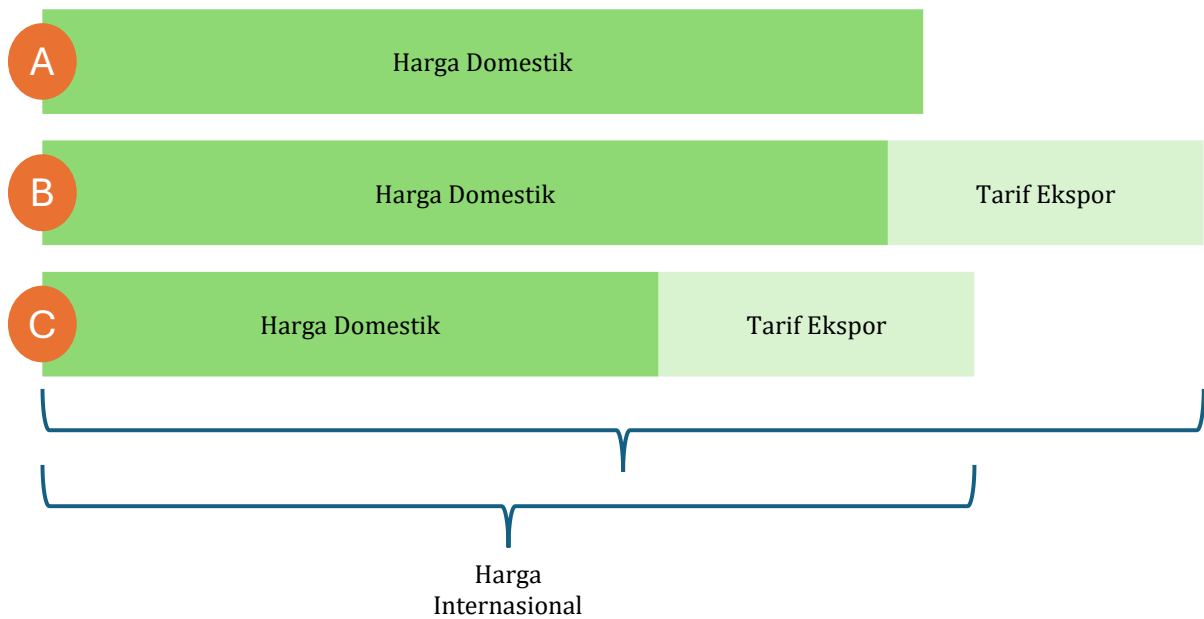 A
Harga Domestik
B
Harga Domestik
Tarif Ekspor
C
Harga Domestik
Tarif Ekspor
Harga
Internasional